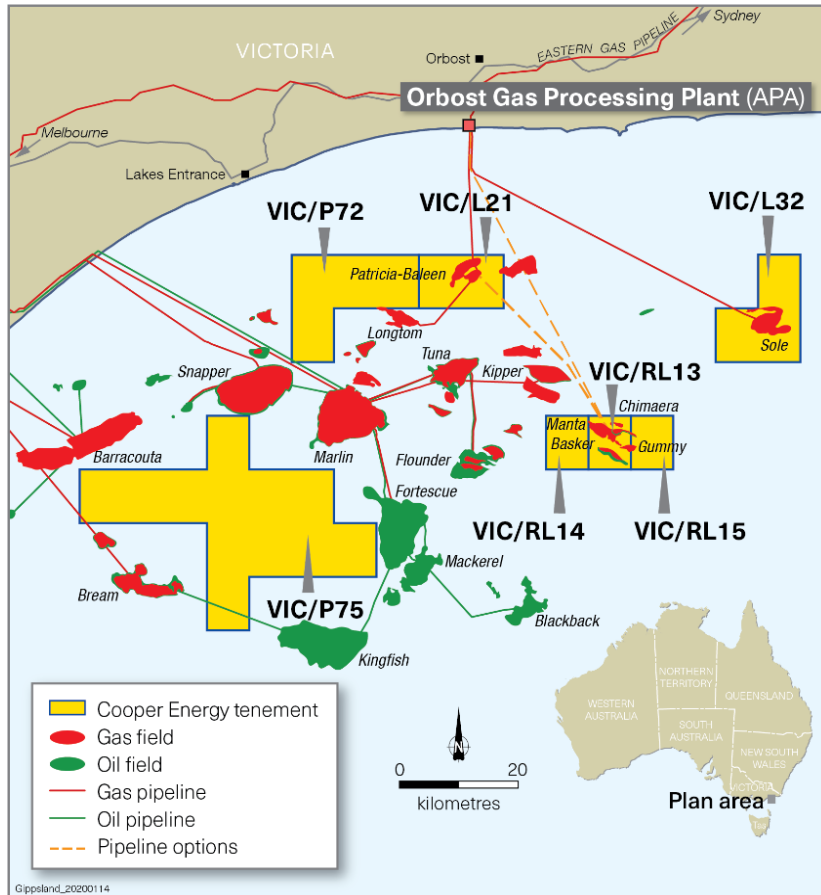 Sydney
VICTORIA
Orbost
EASTERN GAS PIPELINE
Orbost Gas Processing Plant (APA)
Melbourne
Lakes Entrance
VIC/P72
VIC/L21
VIC/L32
Patricia-Baleen
Longtom
Sole
Tuna
Snapper
Kipper
VIC/RL13
Chimaera
Manta
Basker
Gummy
Barracouta
Marlin
Flounder
Fortescue
VIC/RL14
VIC/RL15
Mackerel
Bream
VIC/P75
Blackback
Kingfish
Cooper Energy tenement
Gas field
Oil field
Gas pipeline
Oil pipeline
Pipeline options
N
0 20
kilometres
NORTHERN
TERRITORY
WESTERN
AUSTRALIA
QUEENSLAND
SOUTH
AUSTRALIA
NEW SOUTH
WALES
VICTORIA
Plan area
Gippsland_20200114